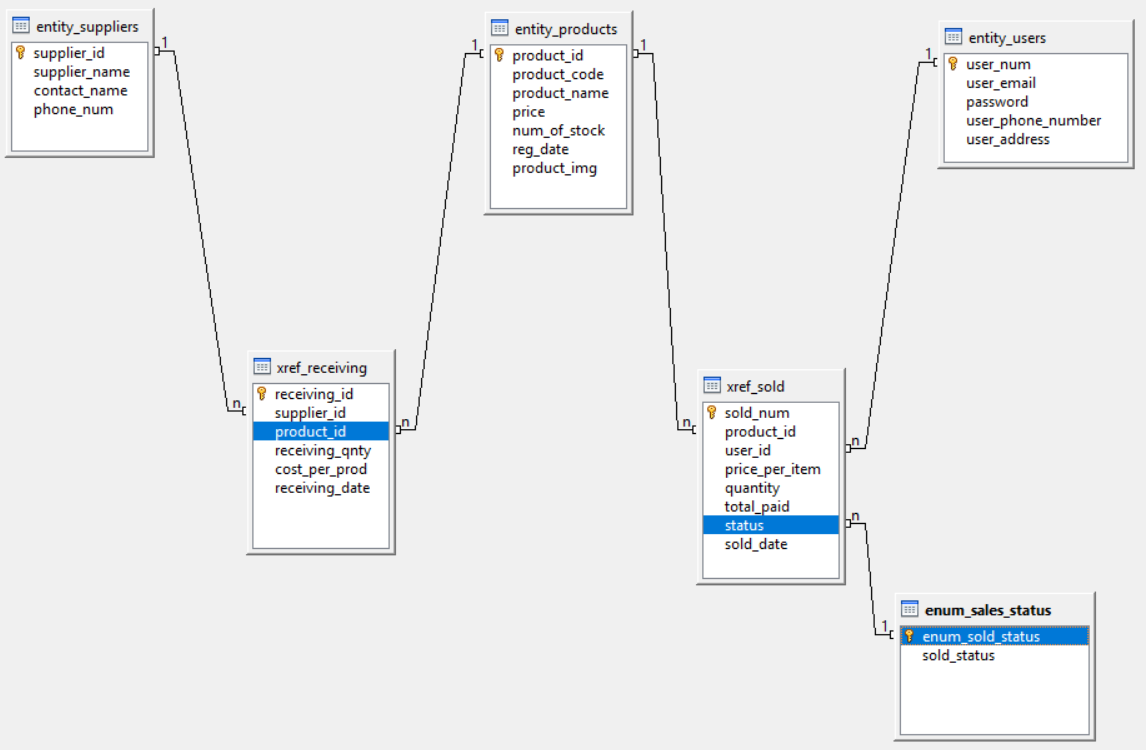 entity_suppliers
supplier_id
supplier_name
contact_name
phone_num
1
entity_products
product_id
product_code
product_name
price
num_of_stock
reg_date
product_img
1
1
entity_users
user_num
user_email
password
user_phone_number
user_address
1
xref_receiving
receiving_id
supplier_id
product_id
receiving_qnty
cost_per_prod
receiving_date
n
n
xref_sold
sold_num
product_id
user_id
price_per_item
quantity
total_paid
status
sold_date
n
n
n
enum_sales_status
enum_sold_status
sold_status
1